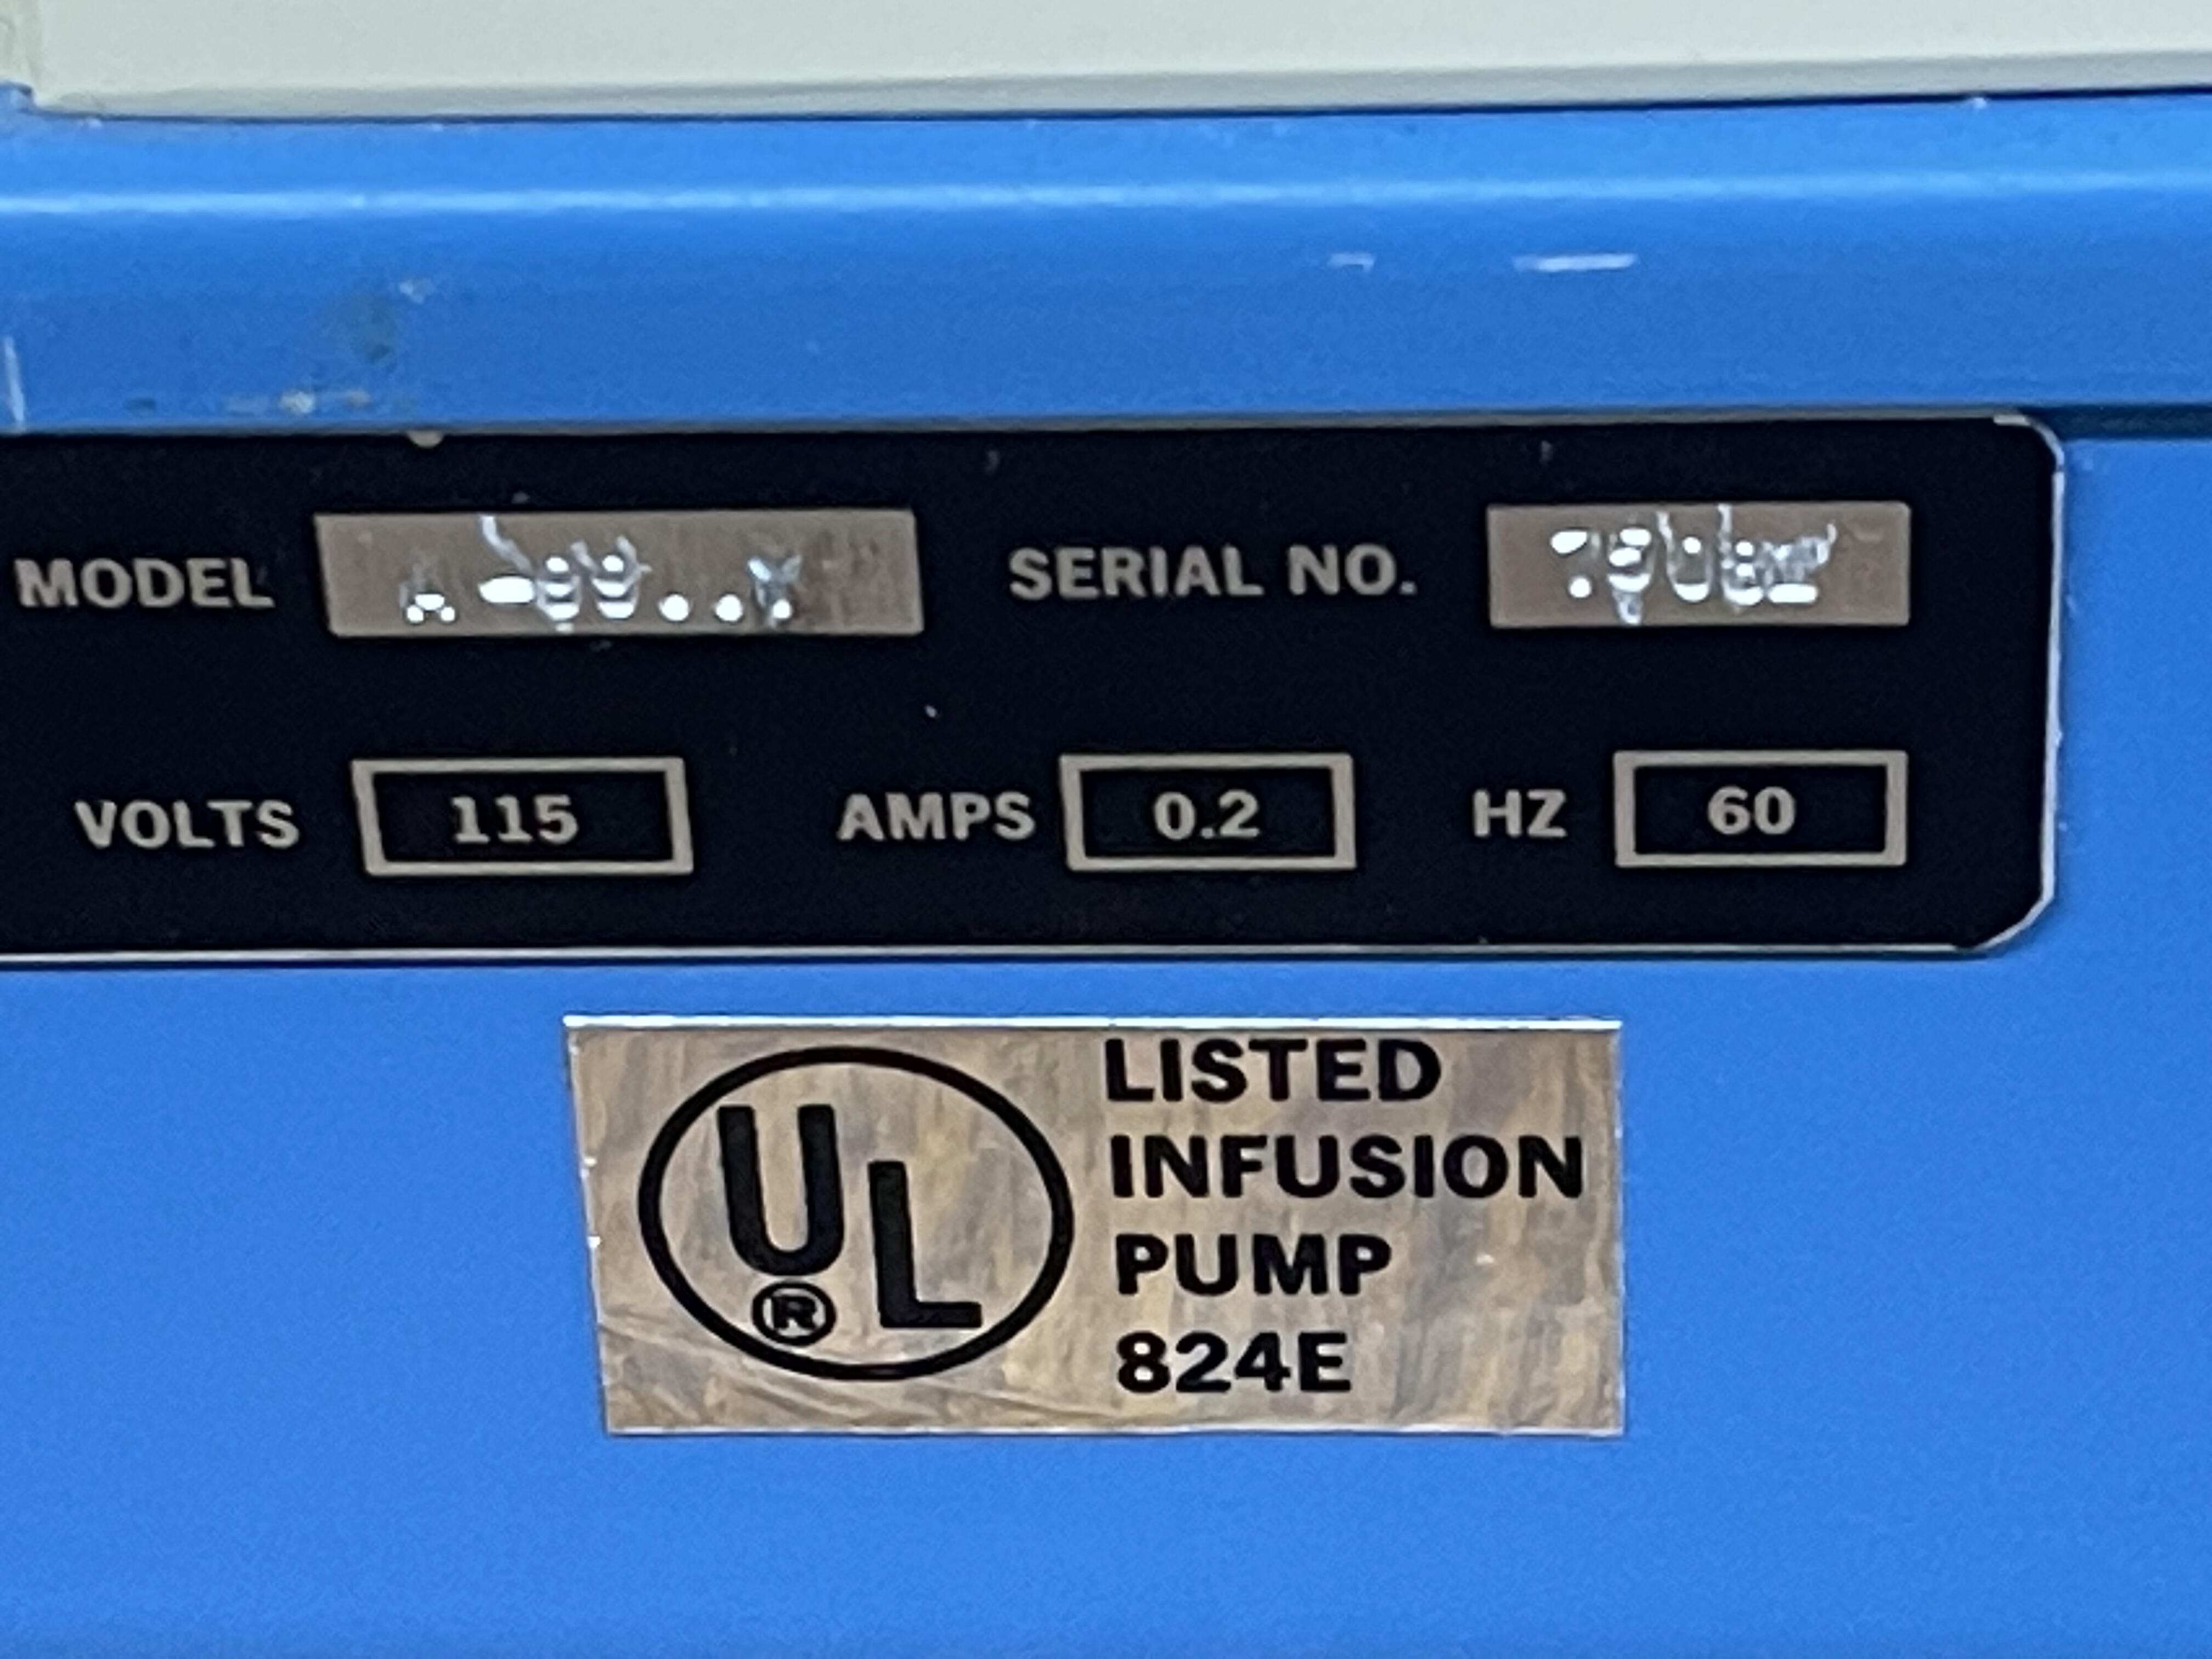 MODEL SERIAL NO.
VOLTS 115 AMPS 0.2 HZ 60
UL ®
LISTED
INFUSION
PUMP
824E